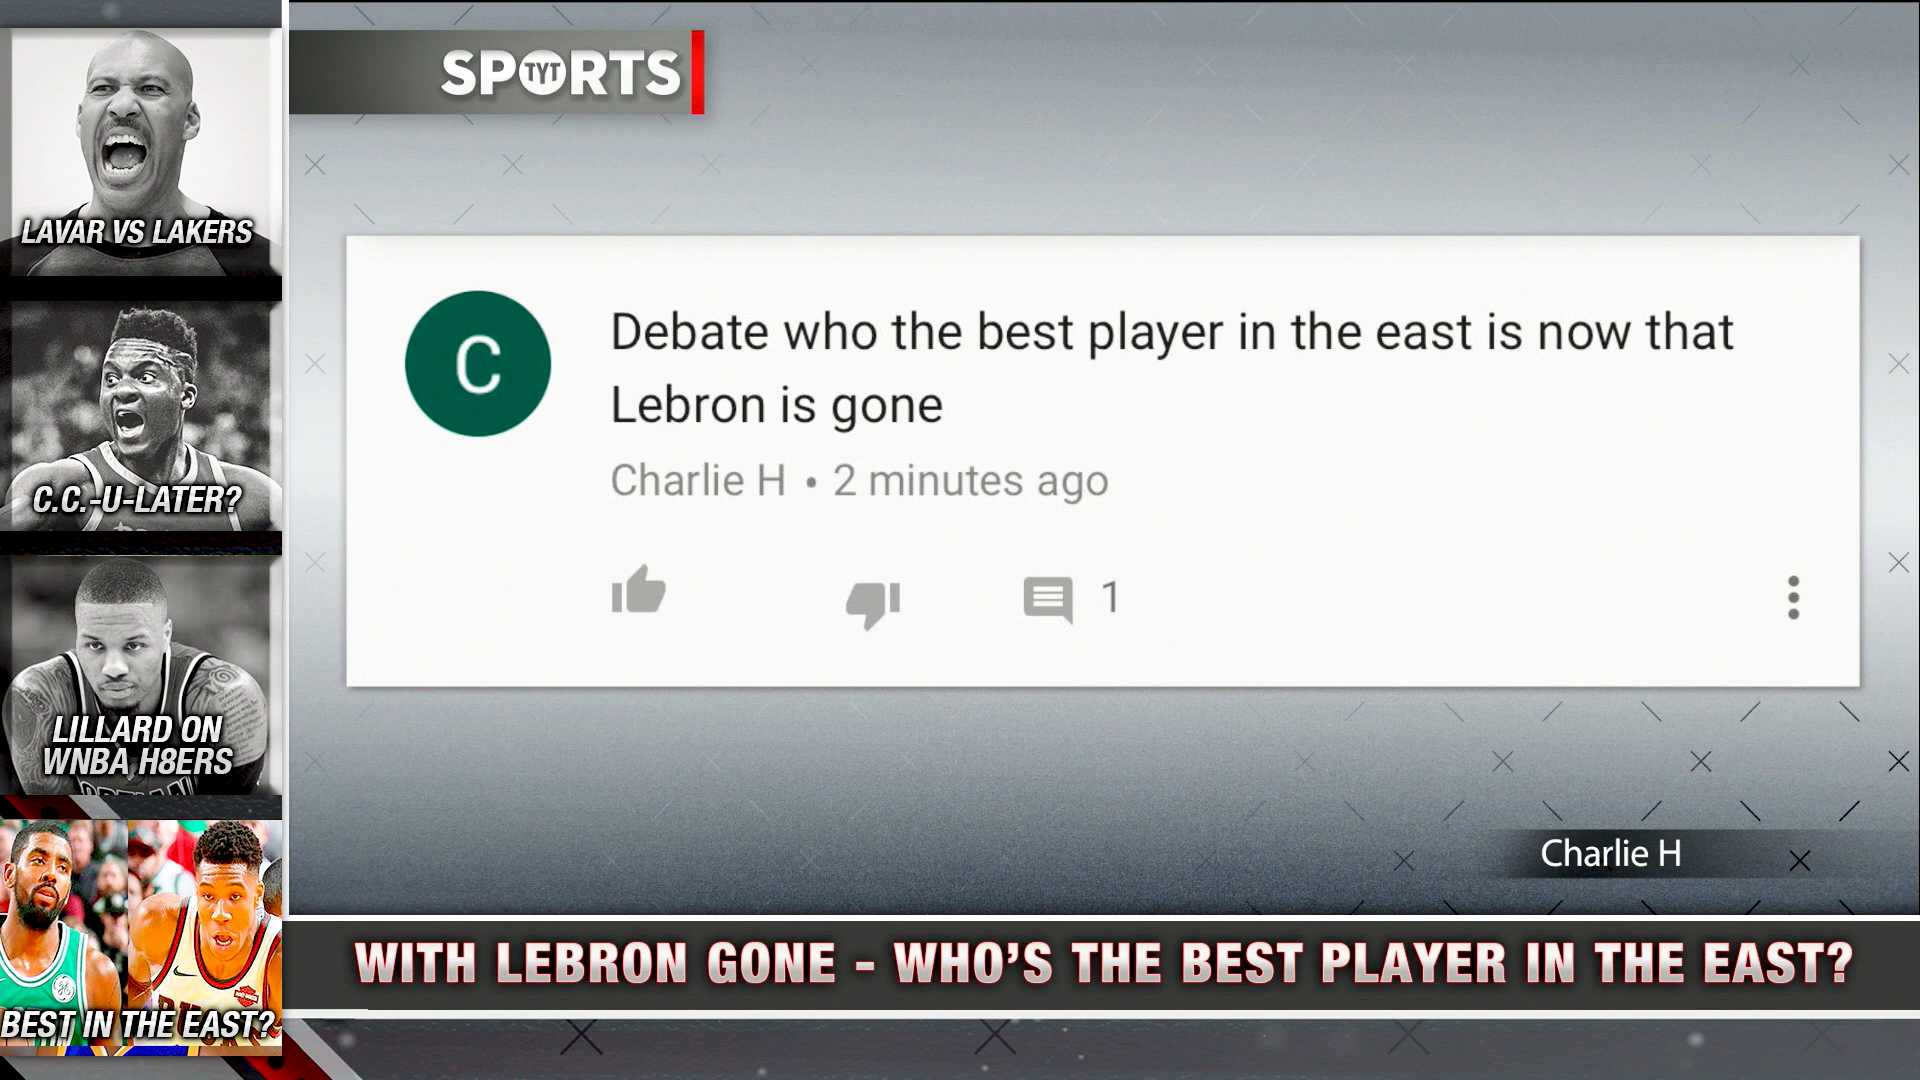 SPORTS
TYT
LAVAR VS LAKERS
C.C.-U-LATER?
LILLARD ON
WNBA H8ERS
BEST IN THE EAST?
C
Debate who the best player in the east is now that
Lebron is gone
Charlie H • 2 minutes ago
1
Charlie H
WITH LEBRON GONE - WHO'S THE BEST PLAYER IN THE EAST?